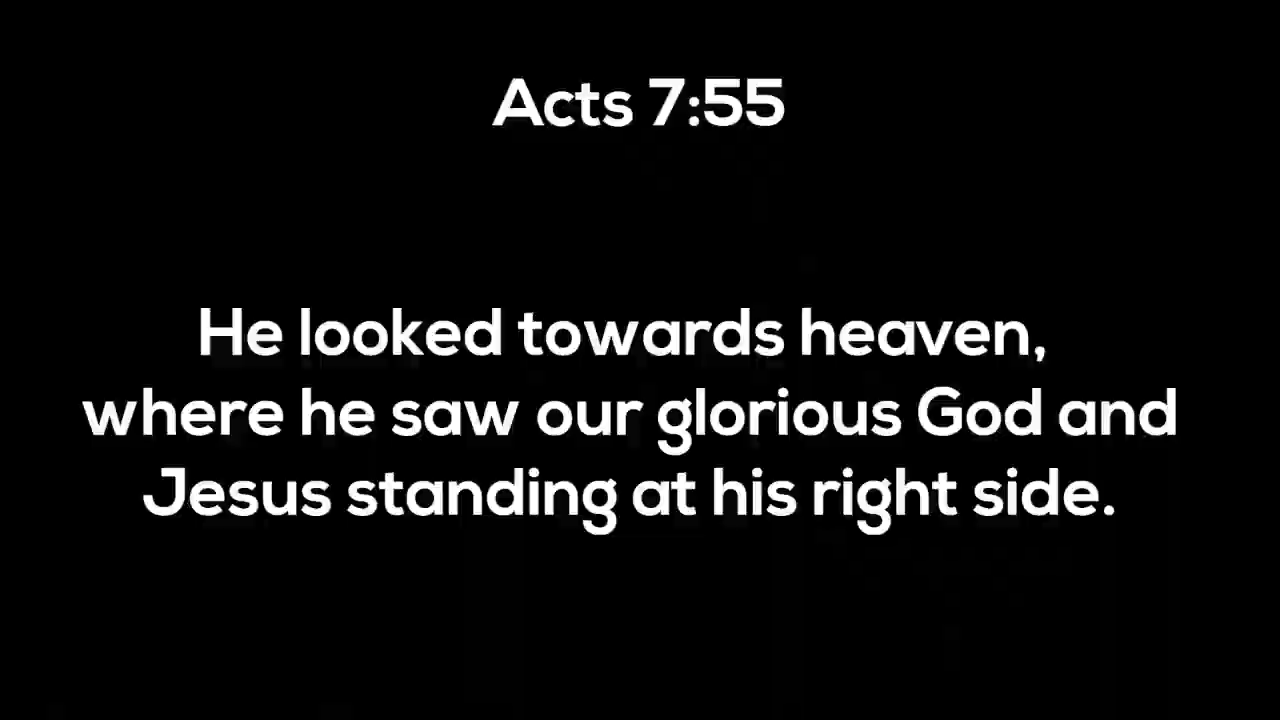 Acts 7:55
He looked towards heaven,
where he saw our glorious God and
Jesus standing at his right side.